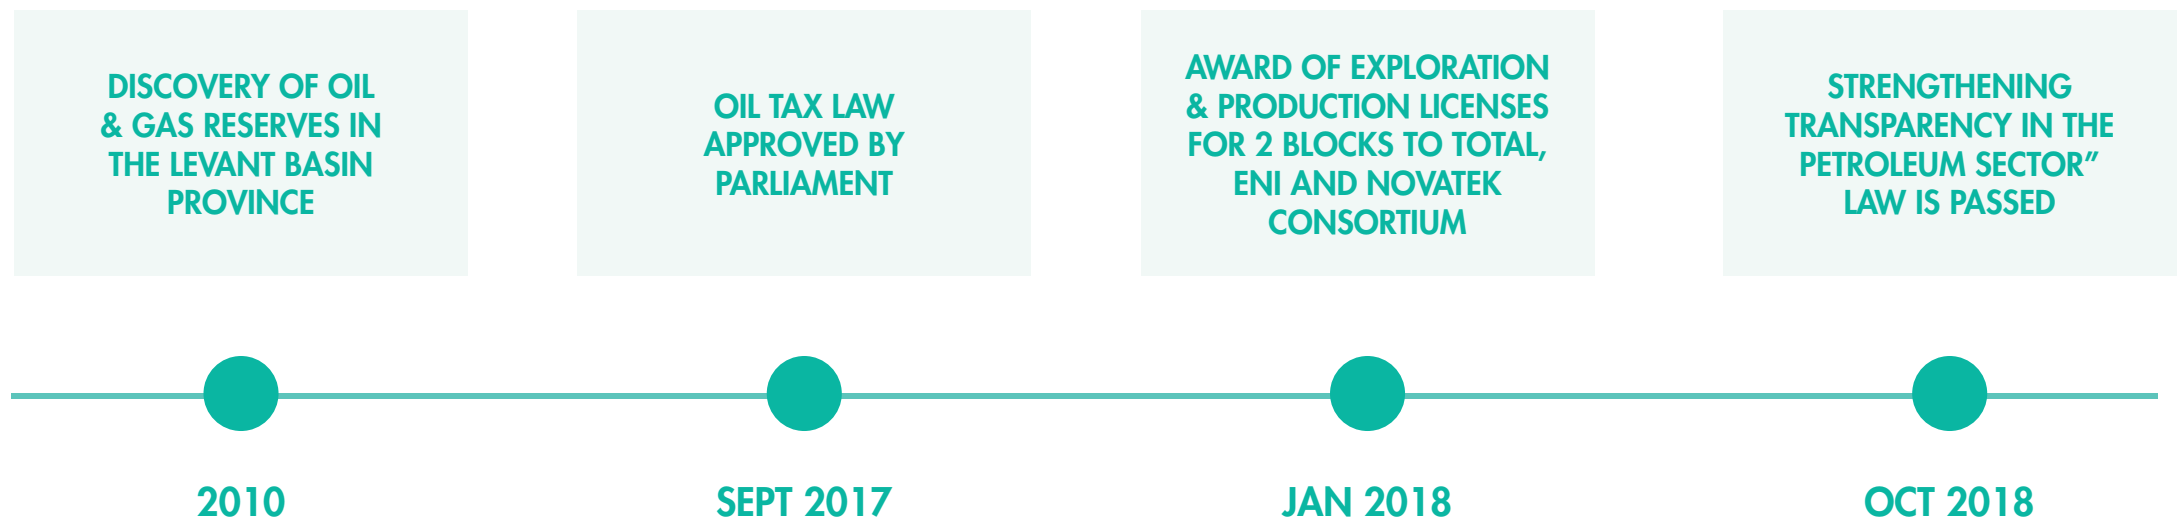 DISCOVERY OF OIL
& GAS RESERVES IN
THE LEVANT BASIN
PROVINCE
OIL TAX LAW
APPROVED BY
PARLIAMENT
AWARD OF EXPLORATION
& PRODUCTION LICENSES
FOR 2 BLOCKS TO TOTAL,
ENI AND NOVATEK
CONSORTIUM
STRENGTHENING
TRANSPARENCY IN THE
PETROLEUM SECTOR”
LAW IS PASSED
2010
SEPT 2017
JAN 2018
OCT 2018